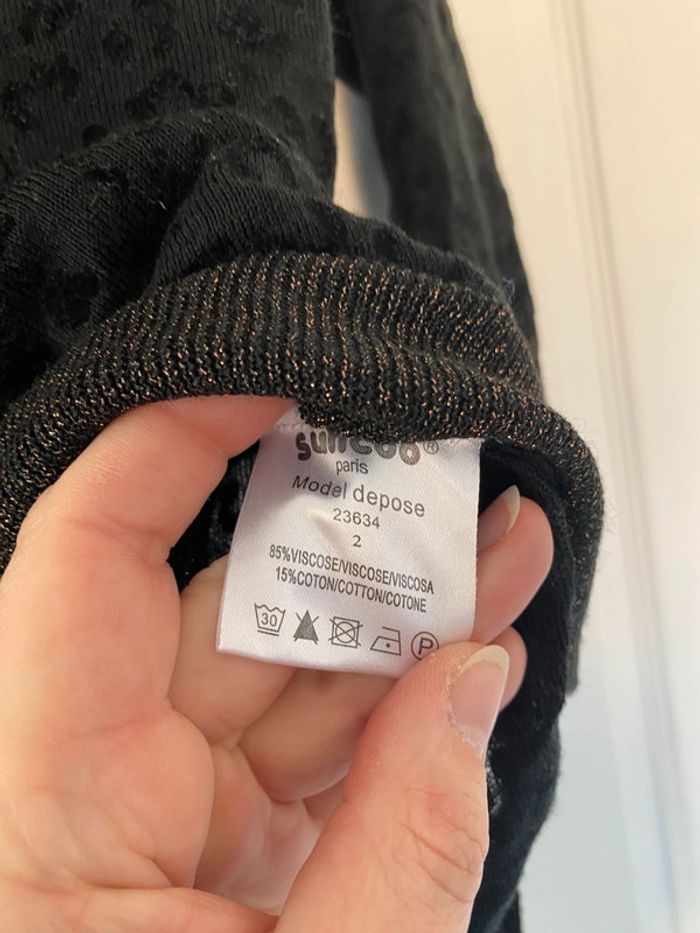 suncoo®
paris
Model depose
23634
2
85%VISCOSE/VISCOSE/VISCOSA
15%COTON/COTTON/COTONE
30
P